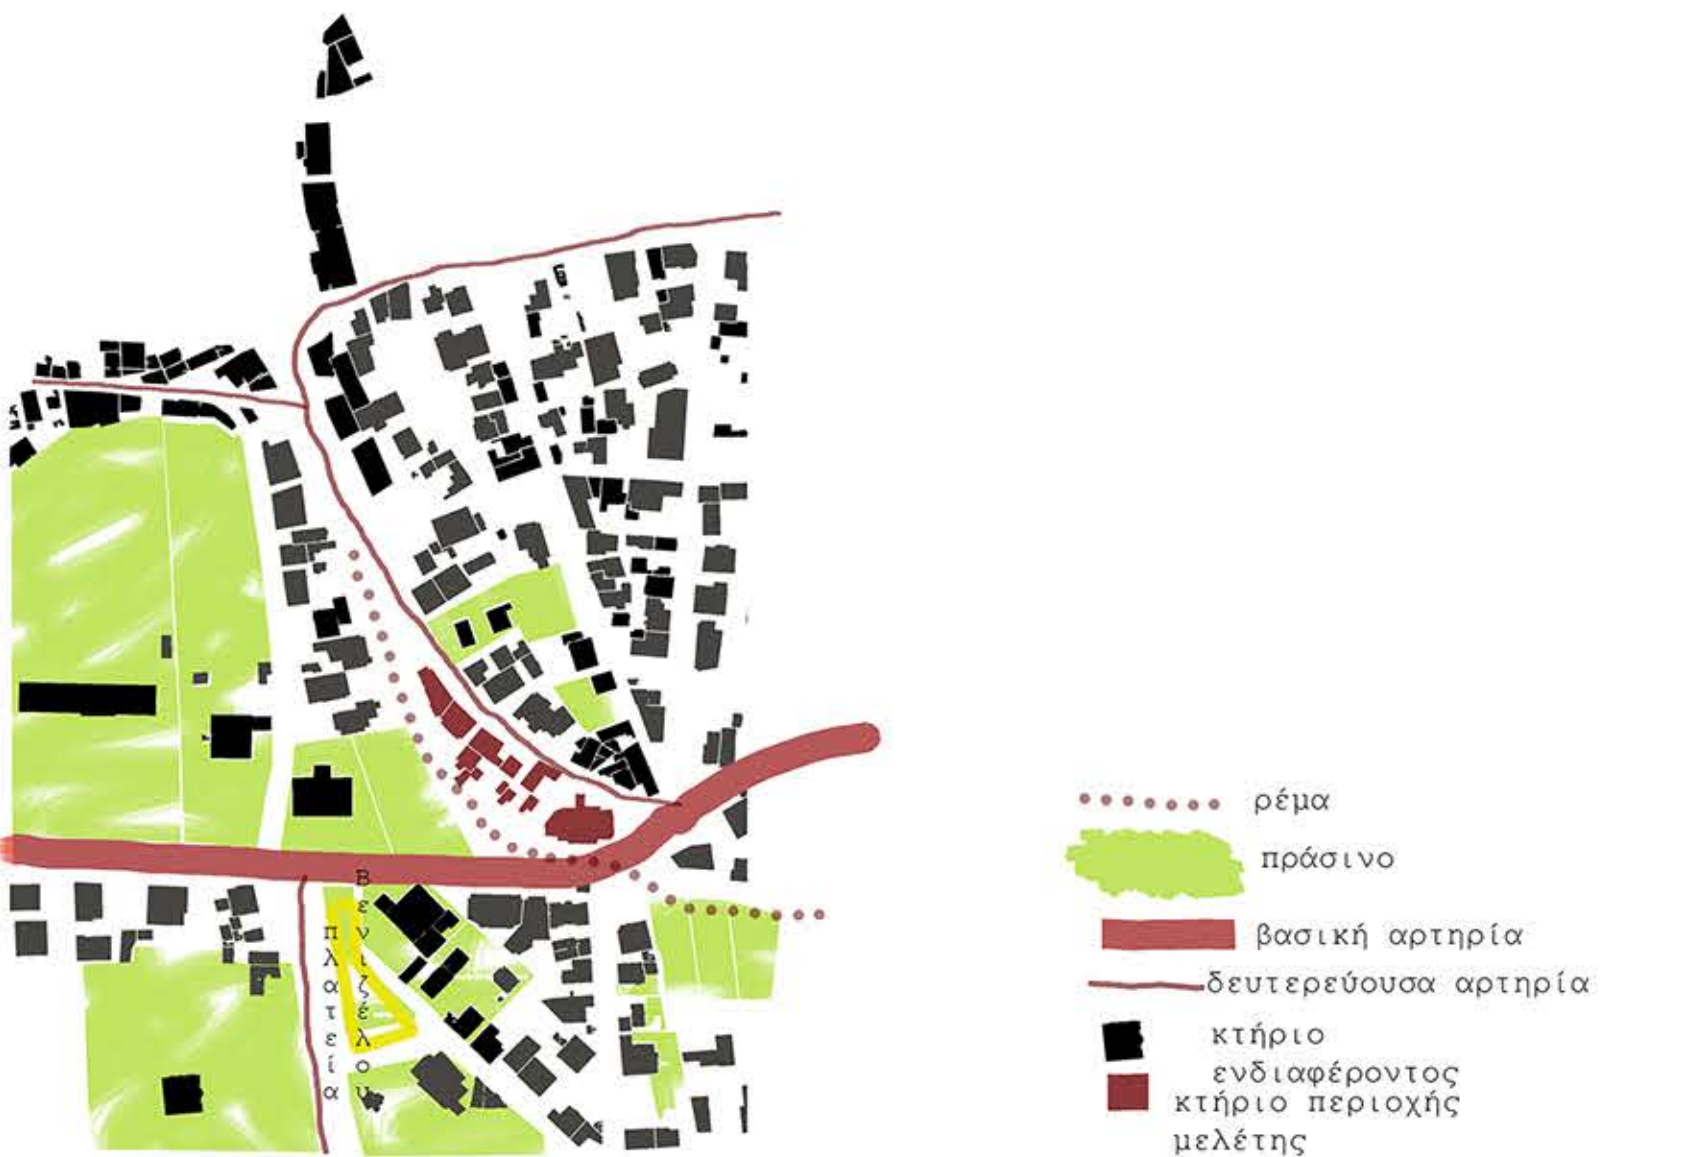 πλατεία
Βενιζέλου
ρέμα
πράσινο
βασική αρτηρία
δευτερεύουσα αρτηρία
κτήριο
ενδιαφέροντος
κτήριο περιοχής
μελέτης